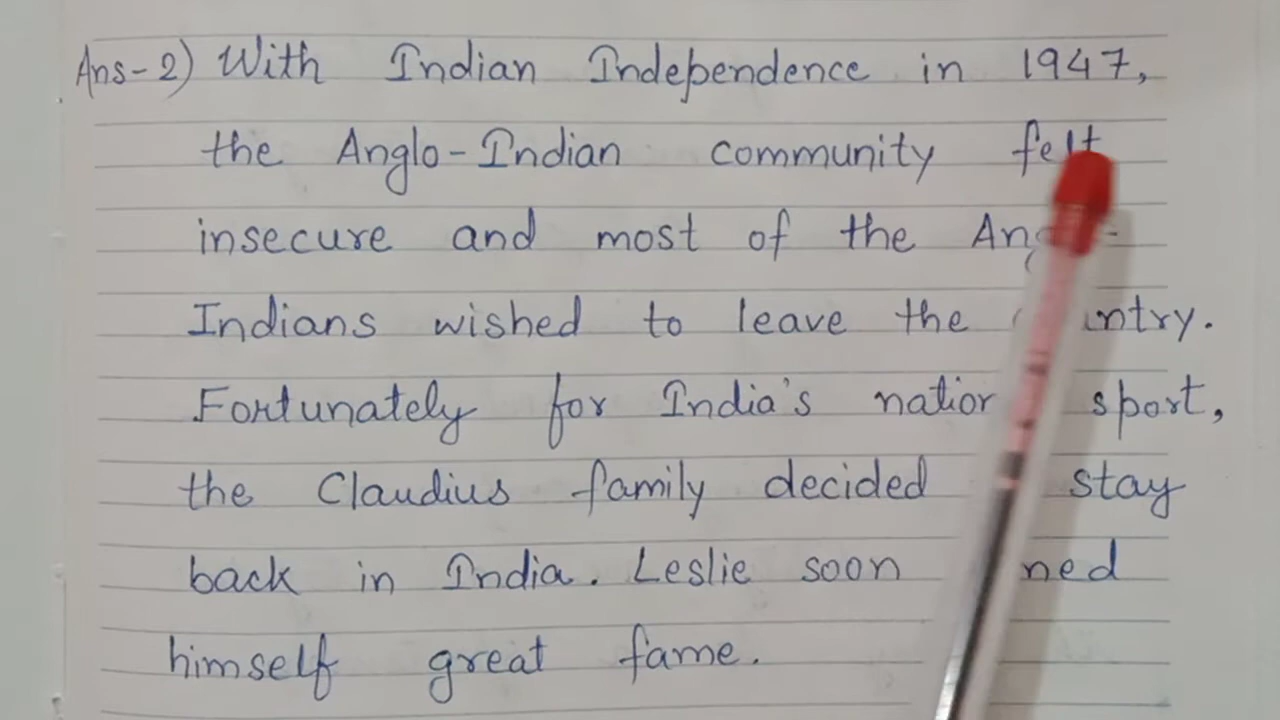 Ans-2) With Indian Independence in 1947,
the Anglo-Indian community felt
insecure and most of the
Indians wished to leave the
Fortunately for India's sport,
the Claudius family decided stay
back in India. Leslie soon
himself great fame.